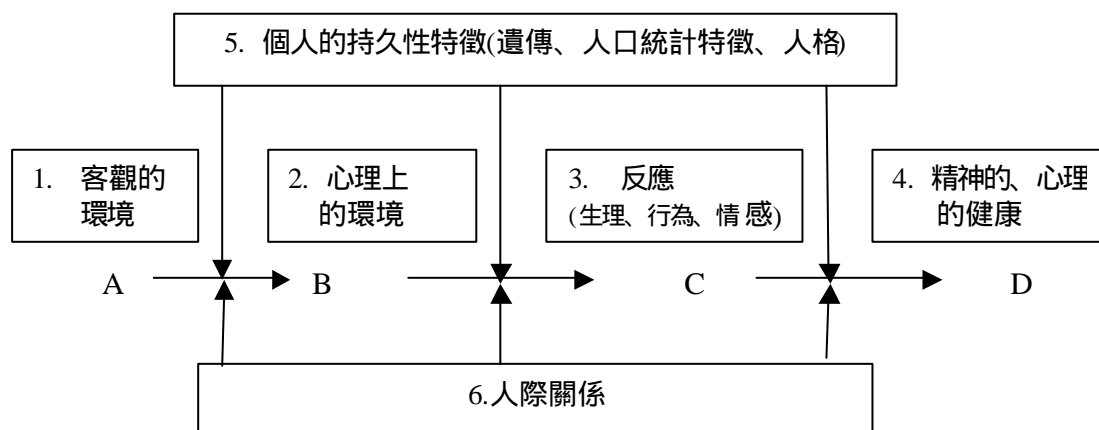 5. 個人的持久性特徵(遺傳、人口統計特徵、人格)
1. 客觀的
環境
2. 心理上
的環境
3. 反應
(生理、行為、情感)
4. 精神的、心理
的健康
A B C D
6.人際關係